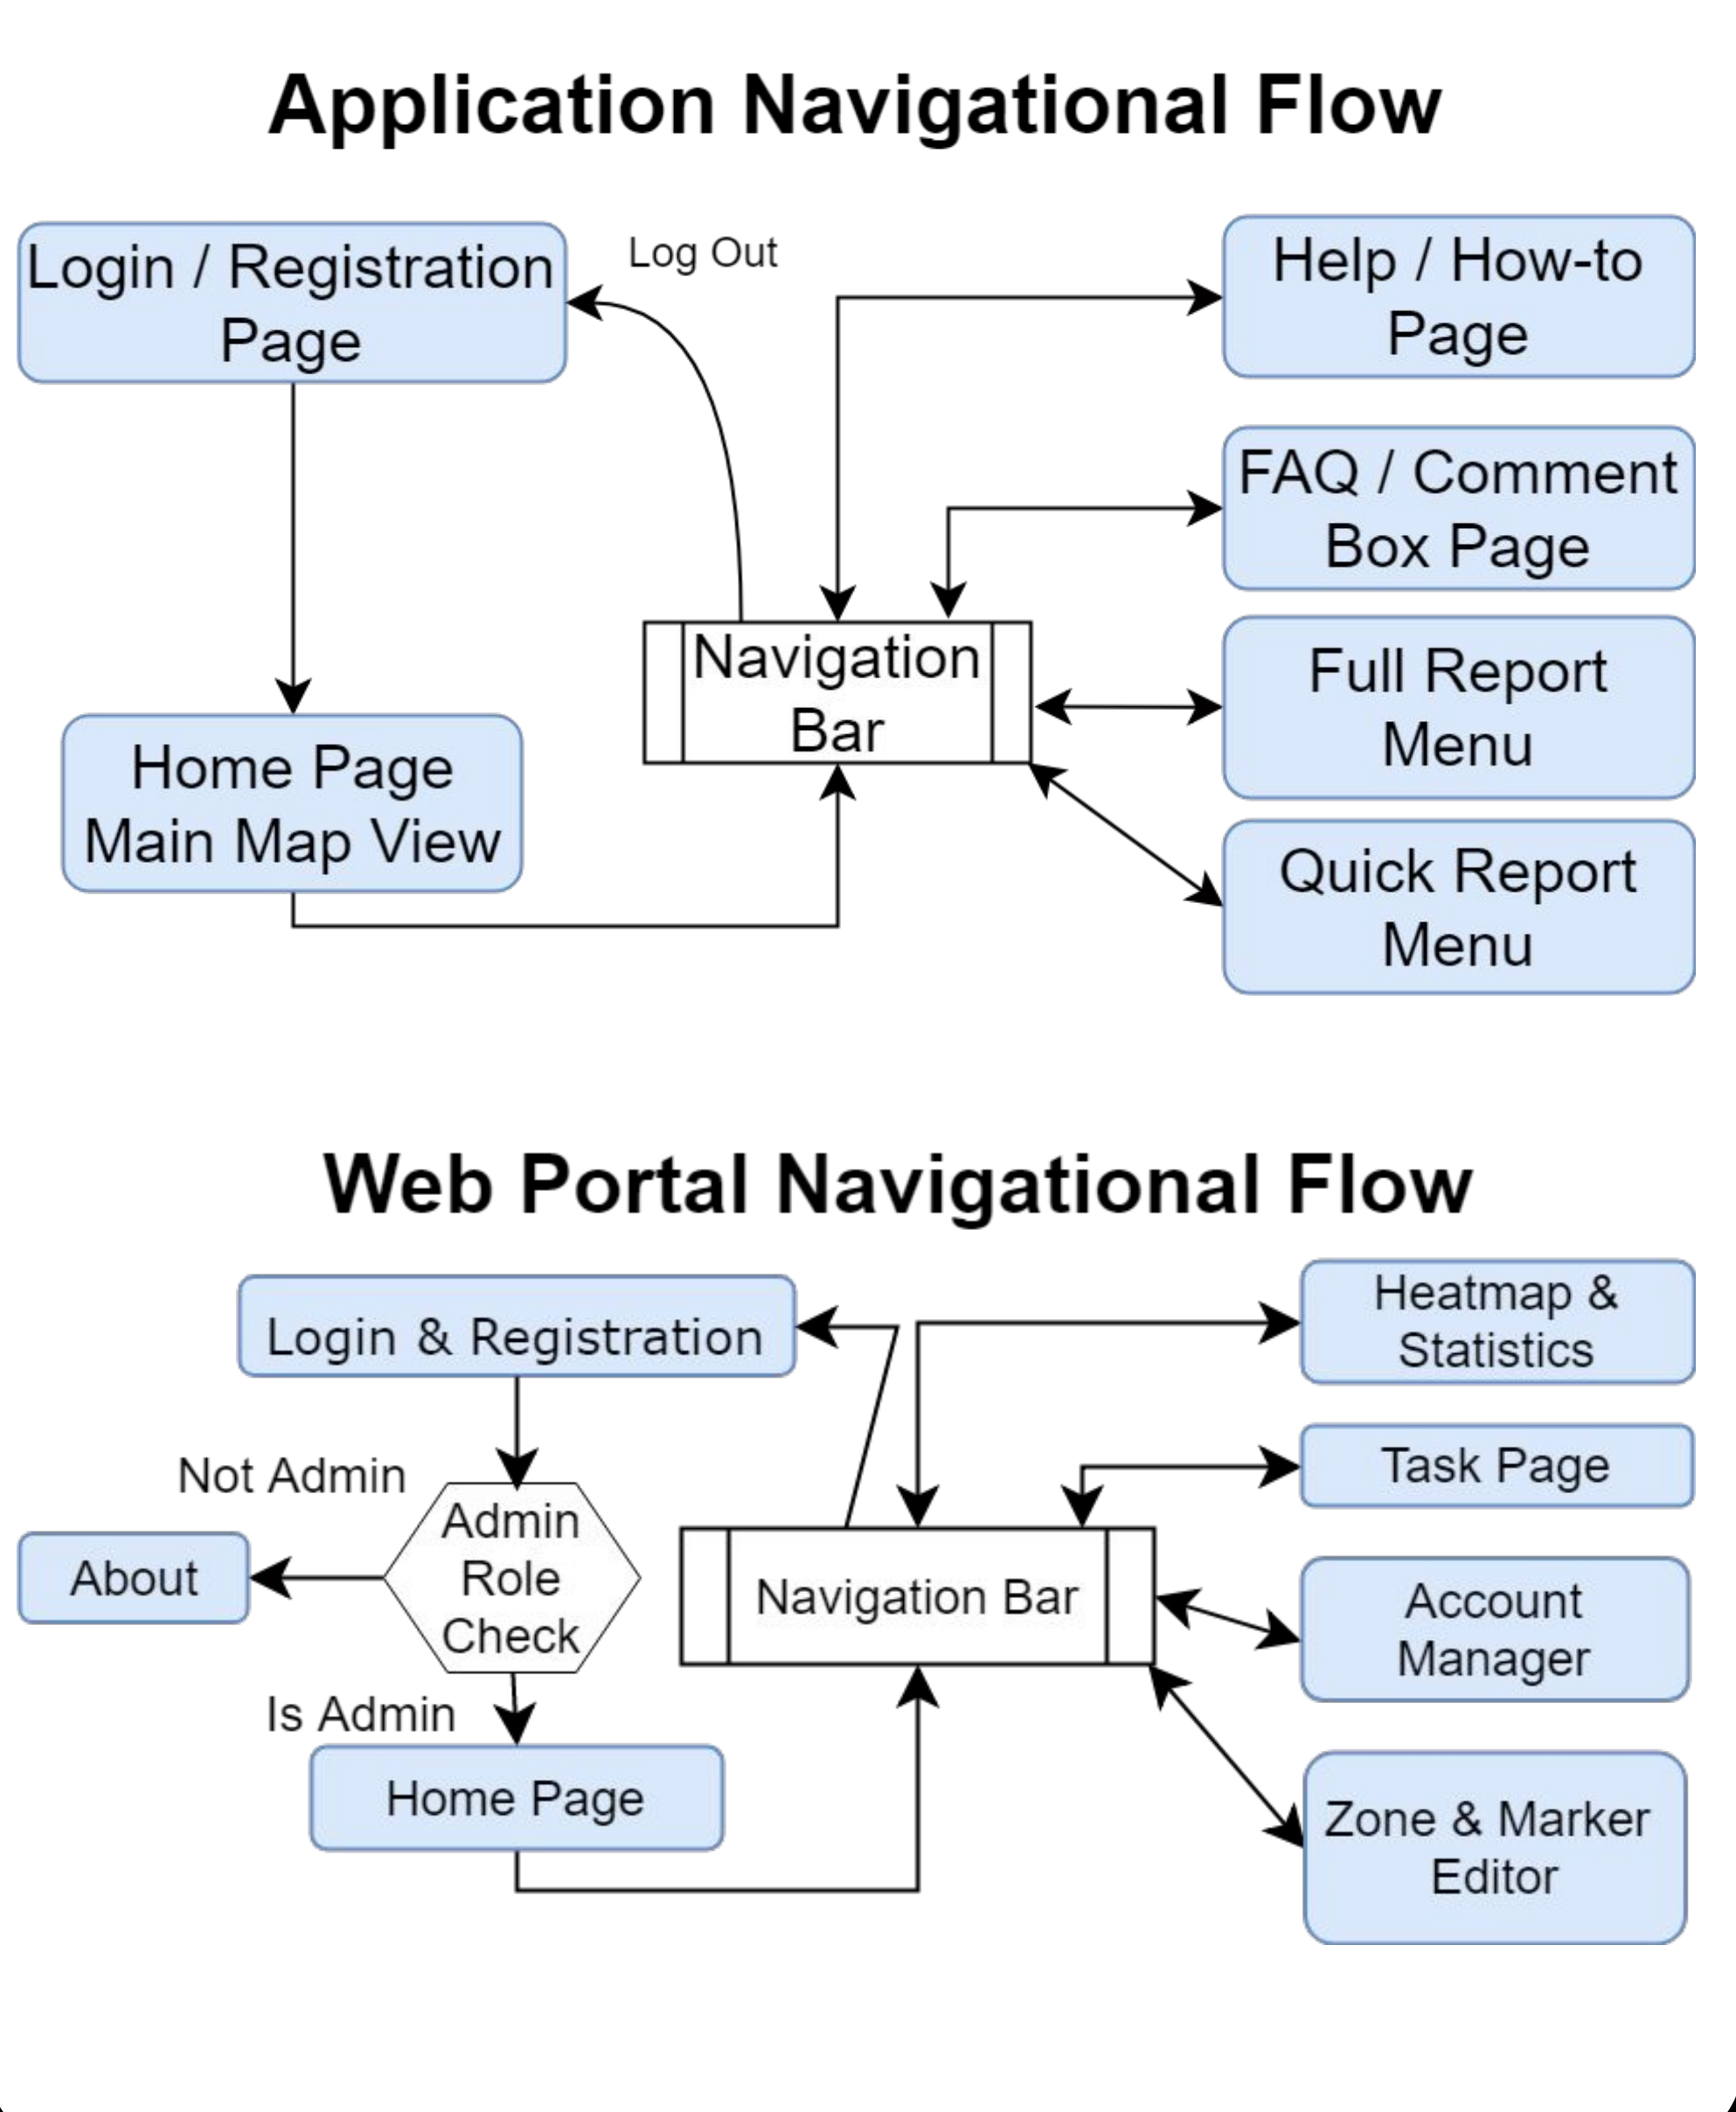 Application Navigational Flow
Login / Registration
Page
Log Out
Help / How-to
Page
FAQ / Comment
Box Page
Navigation
Bar
Full Report
Menu
Home Page
Main Map View
Quick Report
Menu
Web Portal Navigational Flow
Login & Registration
Heatmap &
Statistics
Not Admin
Task Page
Admin
Role
Check
About
Navigation Bar
Account
Manager
Is Admin
Home Page
Zone & Marker
Editor